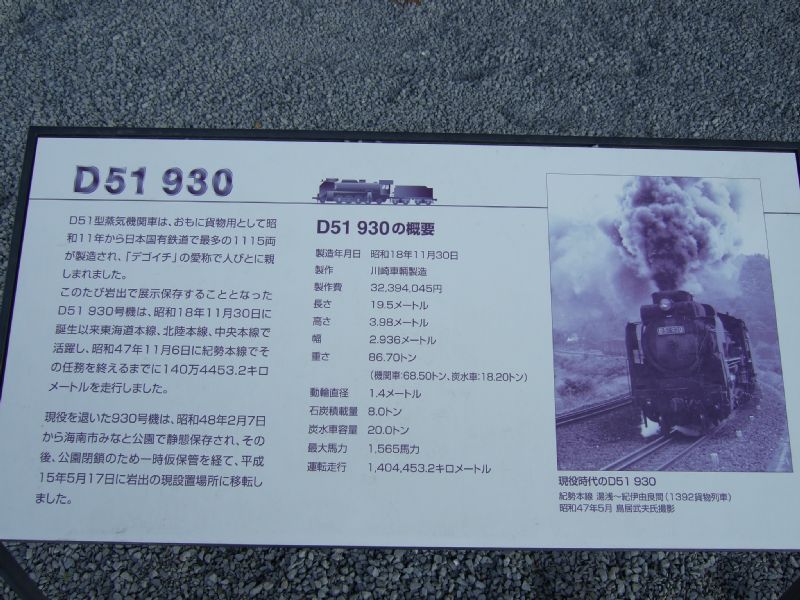 D51 930
D51型蒸気機関車は、おもに貨物用として昭
和11年から日本国有鉄道で最多の1115両
が製造され、「デゴイチ」の愛称で人びとに親
しまれました。
このたび岩出で展示保存することとなった
D51 930号機は、昭和18年11月30日に
誕生以来東海道本線、北陸本線、中央本線で
活躍し、昭和47年11月6日に紀勢本線でそ
の任務を終えるまでに140万4453.2キロ
メートルを走行しました。
現役を退いた930号機は、昭和48年2月7日
から海南市みなと公園で静態保存され、その
後、公園閉鎖のため一時仮保管を経て、平成
15年5月17日に岩出の現設置場所に移転し
ました。
D51 930の概要
製造年月日 昭和18年11月30日
製作 川崎車輌製造
製作費 32,394,045円
長さ 19.5メートル
高さ 3.98メートル
幅 2.936メートル
重さ 86.70トン
(機関車:68.50トン、炭水車:18.20トン)
動輪直径 1.4メートル
石炭積載量 8.0トン
炭水車容量 20.0トン
最大馬力 1,565馬力
運転走行 1,404,453.2キロメートル
D51930
現役時代のD51 930
紀勢本線 湯浅〜紀伊由良間(1392貨物列車)
昭和47年5月 鳥居武夫氏撮影